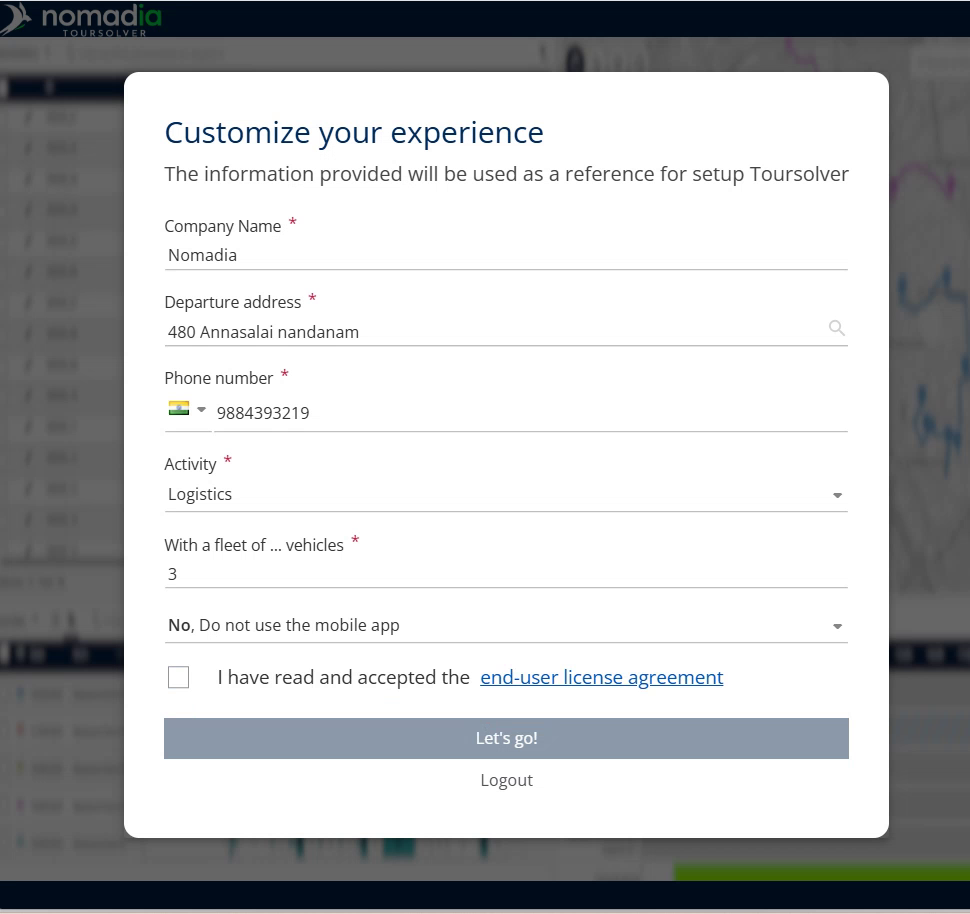 nomadia
TOURSOLVER
Customize your experience
The information provided will be used as a reference for setup Toursolver
Company Name *
Nomadia
Departure address *
480 Annasalai nandanam
Phone number *
9884393219
Activity *
Logistics
With a fleet of ... vehicles *
3
No, Do not use the mobile app
I have read and accepted the end-user license agreement
Let's go!
Logout